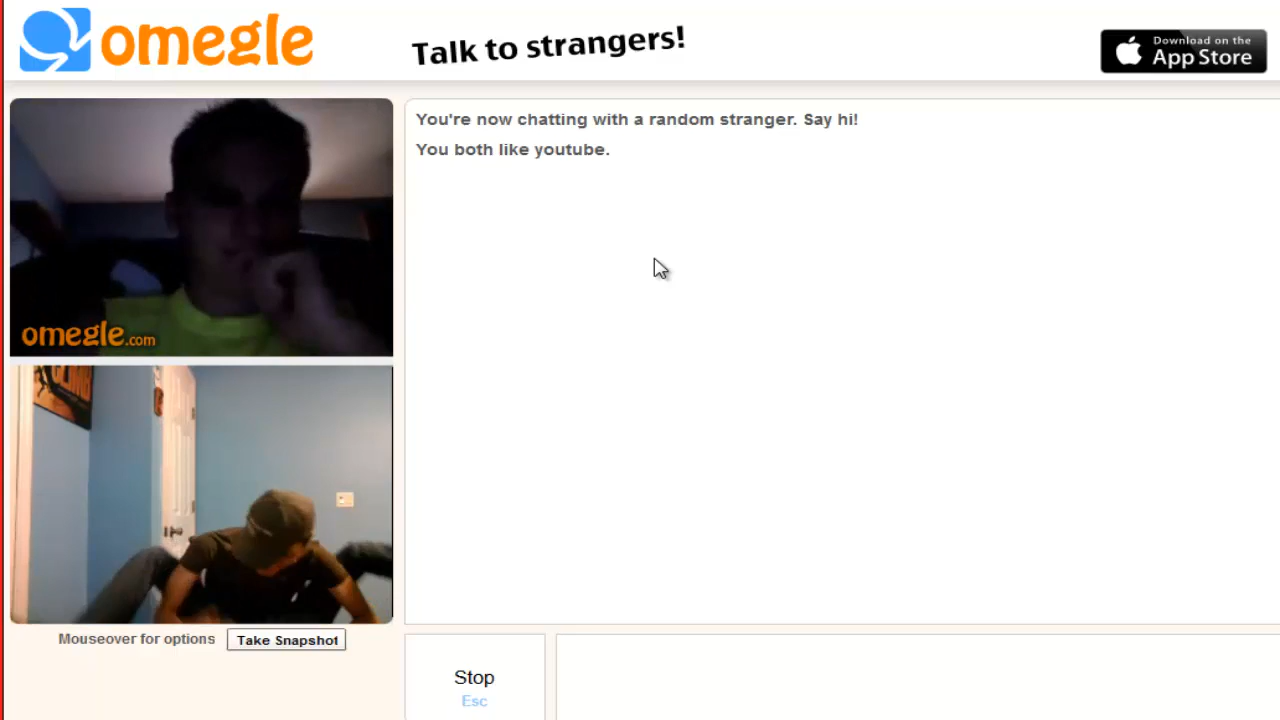 omegle
Talk to strangers!
Download on the
App Store
You're now chatting with a random stranger. Say hi!
You both like youtube.
omegle.com
Mouseover for options
Take Snapshot
Stop
Esc